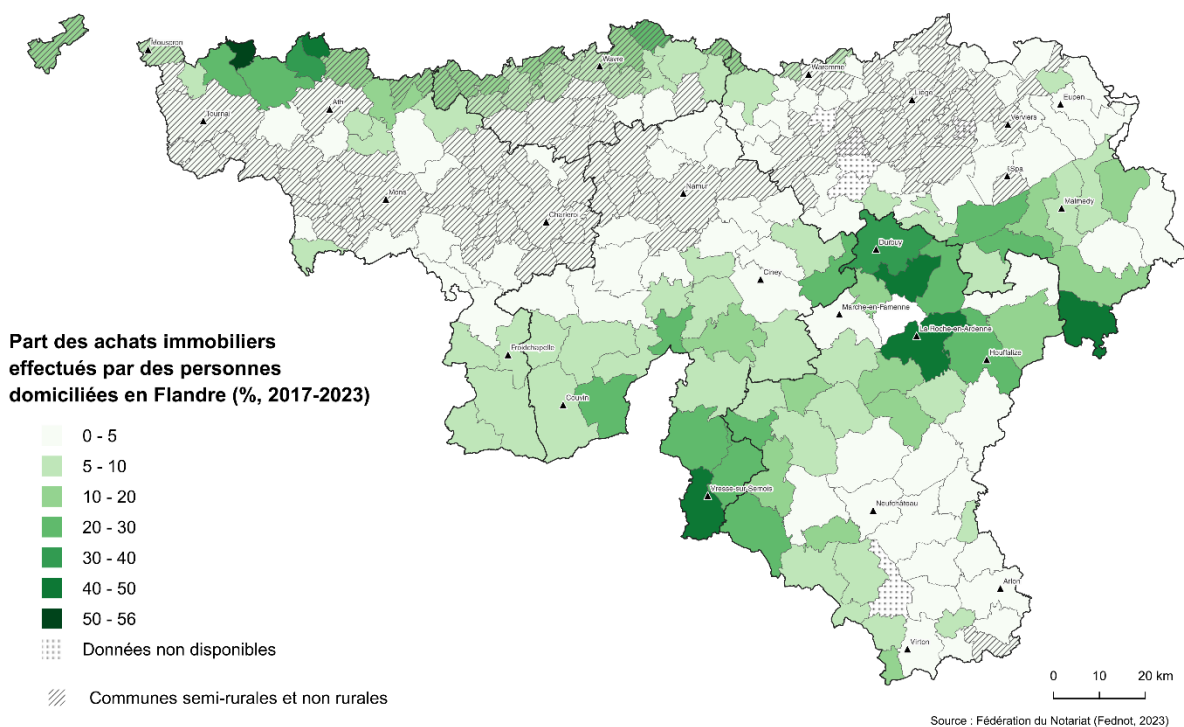 Mouscron
Wavre
Waremme
Liège
Eupen
Ath
Tournai
Verviers
Spa
Mons
Namur
Malmedy
Charleroi
Durbuy
Ciney
Marche-en-Famenne
La Roche-en-Ardenne
Froidchapelle
Houffalize
Couvin
Vresse-sur-Semois
Neufchâteau
Arlon
Virton
Part des achats immobiliers
effectués par des personnes
domiciliées en Flandre (%, 2017-2023)
0 - 5
5 - 10
10 - 20
20 - 30
30 - 40
40 - 50
50 - 56
Données non disponibles
Communes semi-rurales et non rurales
0 10 20 km
Source : Fédération du Notariat (Fednot, 2023)